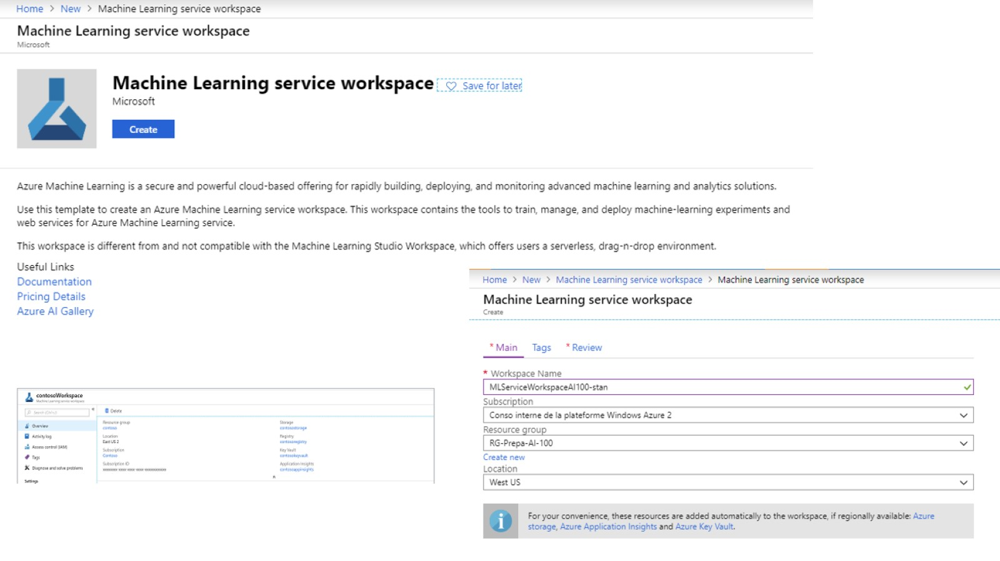 Home > New > Machine Learning service workspace
Machine Learning service workspace
Microsoft
Machine Learning service workspace
Save for later
Microsoft
Create
Azure Machine Learning is a secure and powerful cloud-based offering for rapidly building, deploying, and monitoring advanced machine learning and analytics solutions.
Use this template to create an Azure Machine Learning service workspace. This workspace contains the tools to train, manage, and deploy machine-learning experiments and
web services for Azure Machine Learning service.
This workspace is different from and not compatible with the Machine Learning Studio Workspace, which offers users a serverless, drag-n-drop environment.
Useful Links
Documentation
Pricing Details
Azure AI Gallery
contosoWorkspace
Machine Learning service workspace
Search (Ctrl+/)
Overview
Activity log
Access control (IAM)
Tags
Diagnose and solve problems
Settings
Delete
Resource group
contoso
Location
East US 2
Subscription
Contoso
Subscription ID
Storage
contosostorage
Registry
contosoregistry
Key Vault
contosokeyvault
Application Insights
contosoappinsights
Home > New > Machine Learning service workspace > Machine Learning service workspace
Machine Learning service workspace
Create
* Main Tags * Review
* Workspace Name
MLServiceWorkspaceAI100-stan
Subscription
Conso interne de la plateforme Windows Azure 2
Resource group
RG-Prepa-AI-100
Create new
Location
West US
For your convenience, these resources are added automatically to the workspace, if regionally available: Azure
storage, Azure Application Insights and Azure Key Vault.